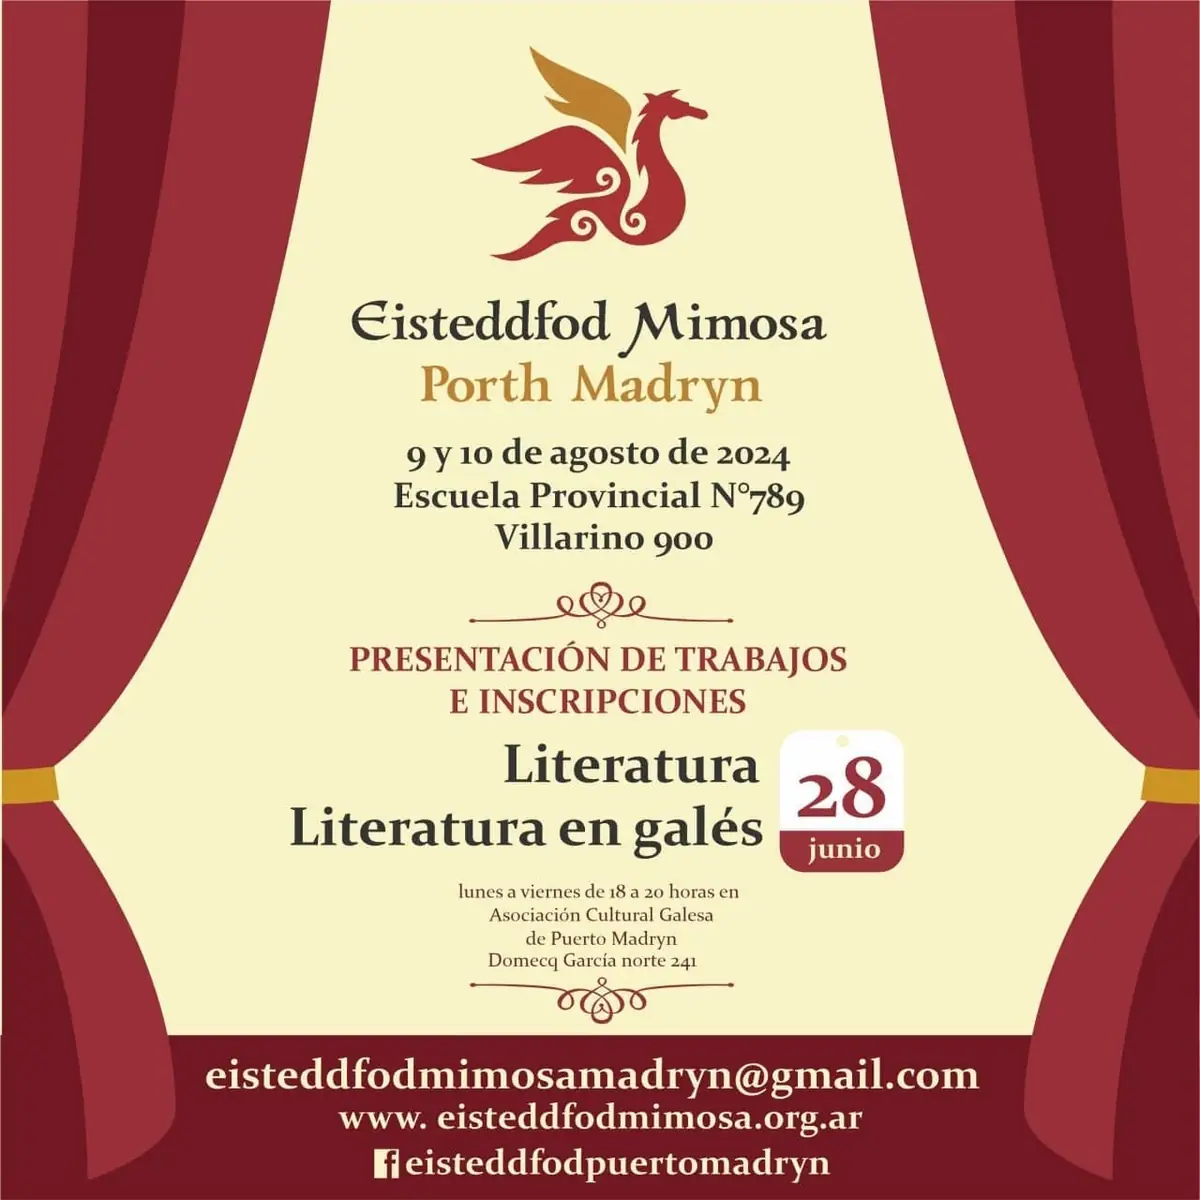 Eisteddfod Mimosa
Porth Madryn
9 y 10 de agosto de 2024
Escuela Provincial N°789
Villarino 900
PRESENTACIÓN DE TRABAJOS
E INSCRIPCIONES
Literatura
Literatura en galés
28
junio
lunes a viernes de 18 a 20 horas en
Asociación Cultural Galesa
de Puerto Madryn
Domecq García norte 241
eisteddfodmimosamadryn@gmail.com
www. eisteddfodmimosa.org.ar
eisteddfodpuertomadryn